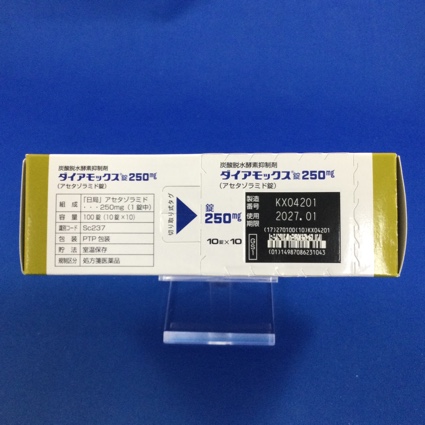 炭酸脱水酵素抑制剤
ダイアモックス錠250mg
(アセタゾラミド錠)
組成 「日局」アセタゾラミド
・・・250mg(1錠中)
容量 100錠(10錠×10)
識別コード Sc237
包装 PTP包装
貯法 室温保存
規制区分 処方箋医薬品
切り取り式タグ
炭酸脱水酵素抑制剤
ダイアモックス錠250mg
(アセタゾラミド錠)
錠
250mg
10錠×10
製造番号 KX04201
使用期限 2027.01
(17)270100(10)KX04201
(01)14987086231043